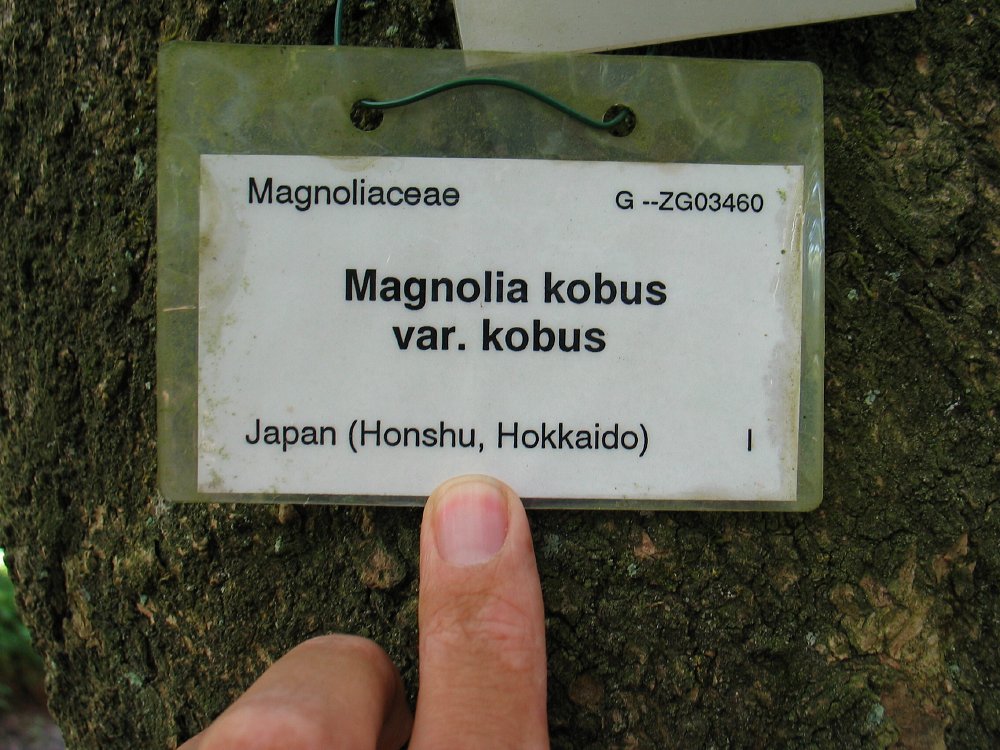 Magnoliaceae G --ZG03460
Magnolia kobus
var. kobus
Japan (Honshu, Hokkaido) I